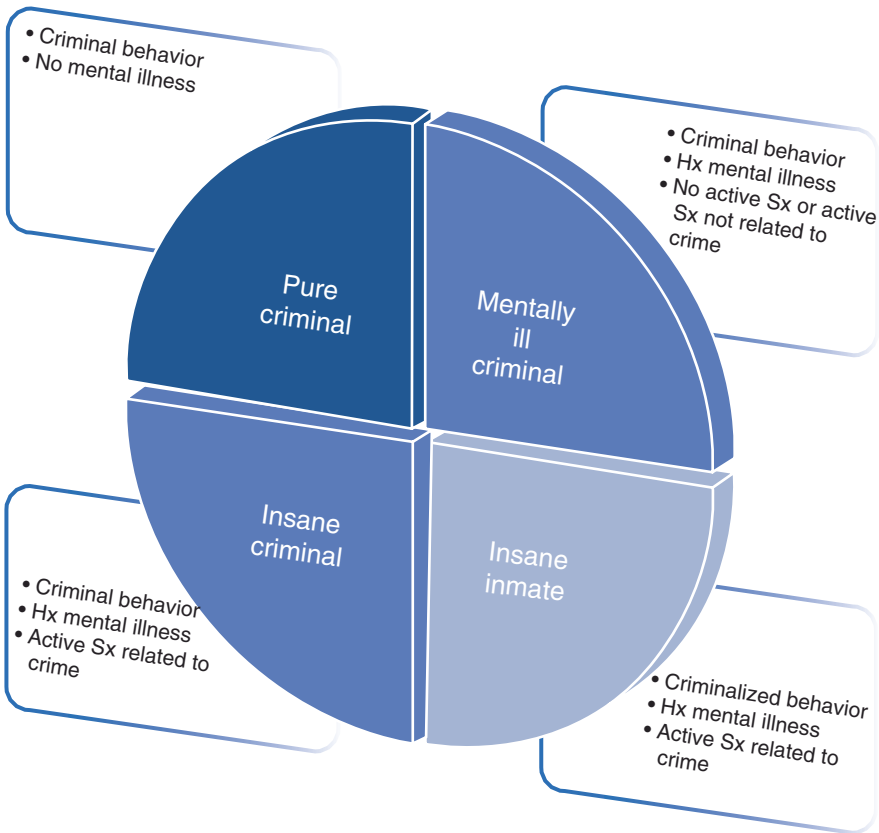 • Criminal behavior
• No mental illness
• Criminal behavior
• Hx mental illness
• No active Sx or active
Sx not related to
crime
Pure
criminal
Mentally
ill
criminal
Insane
criminal
Insane
inmate
• Criminal behavior
• Hx mental illness
• Active Sx related to
crime
• Criminalized behavior
• Hx mental illness
• Active Sx related to
crime